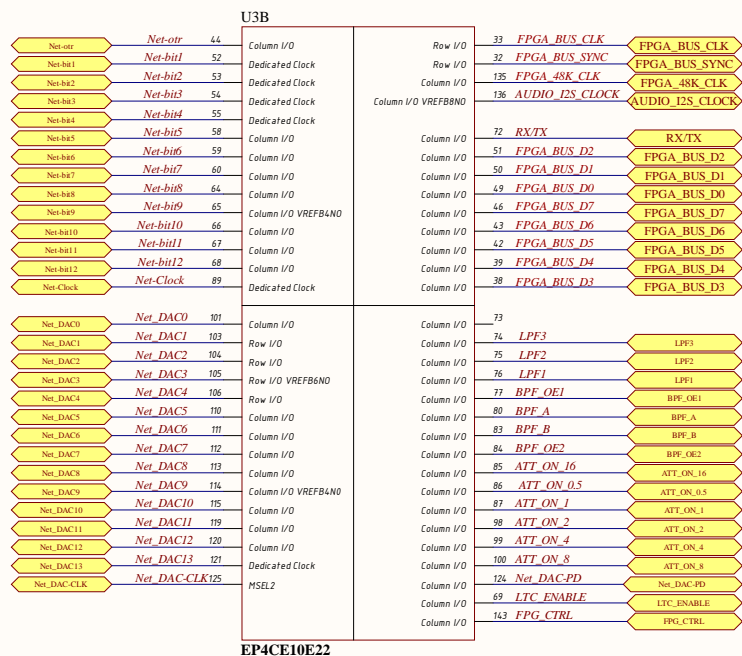 U3B
Net-otr Net-otr 44 Column I/O Row I/O 33 FPGA_BUS_CLK FPGA_BUS_CLK
Net-bit1 Net-bit1 52 Dedicated Clock Row I/O 32 FPGA_BUS_SYNC FPGA_BUS_SYNC
Net-bit2 Net-bit2 53 Dedicated Clock Column I/O 135 FPGA_48K_CLK FPGA_48K_CLK
Net-bit3 Net-bit3 54 Dedicated Clock Column I/O VREFB8N0 136 AUDIO_I2S_CLOCK AUDIO_I2S_CLOCK
Net-bit4 Net-bit4 55 Dedicated Clock
Net-bit5 Net-bit5 58 Column I/O Column I/O 72 RX/TX RX/TX
Net-bit6 Net-bit6 59 Column I/O Column I/O 51 FPGA_BUS_D2 FPGA_BUS_D2
Net-bit7 Net-bit7 60 Column I/O Column I/O 50 FPGA_BUS_D1 FPGA_BUS_D1
Net-bit8 Net-bit8 64 Column I/O Column I/O 49 FPGA_BUS_D0 FPGA_BUS_D0
Net-bit9 Net-bit9 65 Column I/O VREFB4N0 Column I/O 46 FPGA_BUS_D7 FPGA_BUS_D7
Net-bit10 Net-bit10 66 Column I/O Column I/O 43 FPGA_BUS_D6 FPGA_BUS_D6
Net-bit11 Net-bit11 67 Column I/O Column I/O 42 FPGA_BUS_D5 FPGA_BUS_D5
Net-bit12 Net-bit12 68 Column I/O Column I/O 39 FPGA_BUS_D4 FPGA_BUS_D4
Net-Clock Net-Clock 89 Dedicated Clock Column I/O 38 FPGA_BUS_D3 FPGA_BUS_D3
Net_DAC0 Net_DAC0 101 Column I/O Column I/O 73
Net_DAC1 Net_DAC1 103 Row I/O Column I/O 74 LPF3 LPF3
Net_DAC2 Net_DAC2 104 Row I/O Column I/O 75 LPF2 LPF2
Net_DAC3 Net_DAC3 105 Row I/O VREFB6N0 Column I/O 76 LPF1 LPF1
Net_DAC4 Net_DAC4 106 Row I/O Column I/O 77 BPF_OE1 BPF_OE1
Net_DAC5 Net_DAC5 110 Column I/O Column I/O 80 BPF_A BPF_A
Net_DAC6 Net_DAC6 111 Column I/O Column I/O 83 BPF_B BPF_B
Net_DAC7 Net_DAC7 112 Column I/O Column I/O 84 BPF_OE2 BPF_OE2
Net_DAC8 Net_DAC8 113 Column I/O Column I/O 85 ATT_ON_16 ATT_ON_16
Net_DAC9 Net_DAC9 114 Column I/O VREFB4N0 Column I/O 86 ATT_ON_0.5 ATT_ON_0.5
Net_DAC10 Net_DAC10 115 Column I/O Column I/O 87 ATT_ON_1 ATT_ON_1
Net_DAC11 Net_DAC11 119 Column I/O Column I/O 98 ATT_ON_2 ATT_ON_2
Net_DAC12 Net_DAC12 120 Column I/O Column I/O 99 ATT_ON_4 ATT_ON_4
Net_DAC13 Net_DAC13 121 Dedicated Clock Column I/O 100 ATT_ON_8 ATT_ON_8
Net_DAC-CLK Net_DAC-CLK 125 MSEL2 Column I/O 124 Net_DAC-PD Net_DAC-PD
Column I/O 69 LTC_ENABLE LTC_ENABLE
Column I/O 143 FPG_CTRL FPG_CTRL
EP4CE10E22